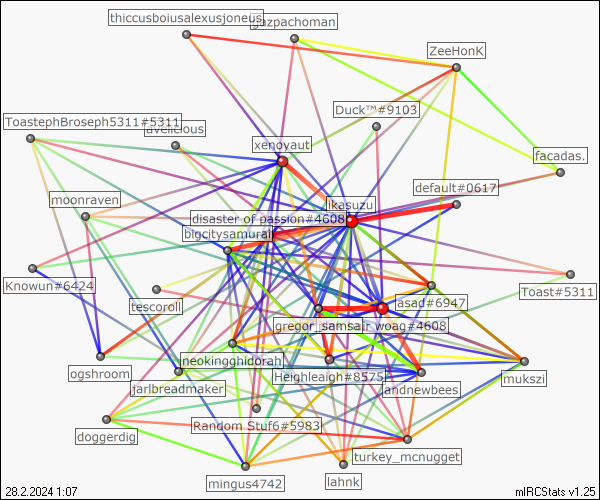 thiccusboiusalexusjoneus
gazpachoman
ZeeHonK
Duck™#9103
ToastephBroseph5311#5311
avelicious
xenoyaut
facadas.
default#0617
moonraven
ikasuzu
disaster of passion#4608
bigcitysamurai
Knowun#6424
Toast#5311
tescoroll
asad#6947
gregor_samsa
r woag#4608
neokingghidorah
ogshroom
Heighleaigh#8575
mukszi
jarlbreadmaker
landnewbees
Random Stuf6#5983
doggerdig
turkey_mcnugget
mingus4742
lahnk
28.2.2024 1:07
mIRCStats v1.25